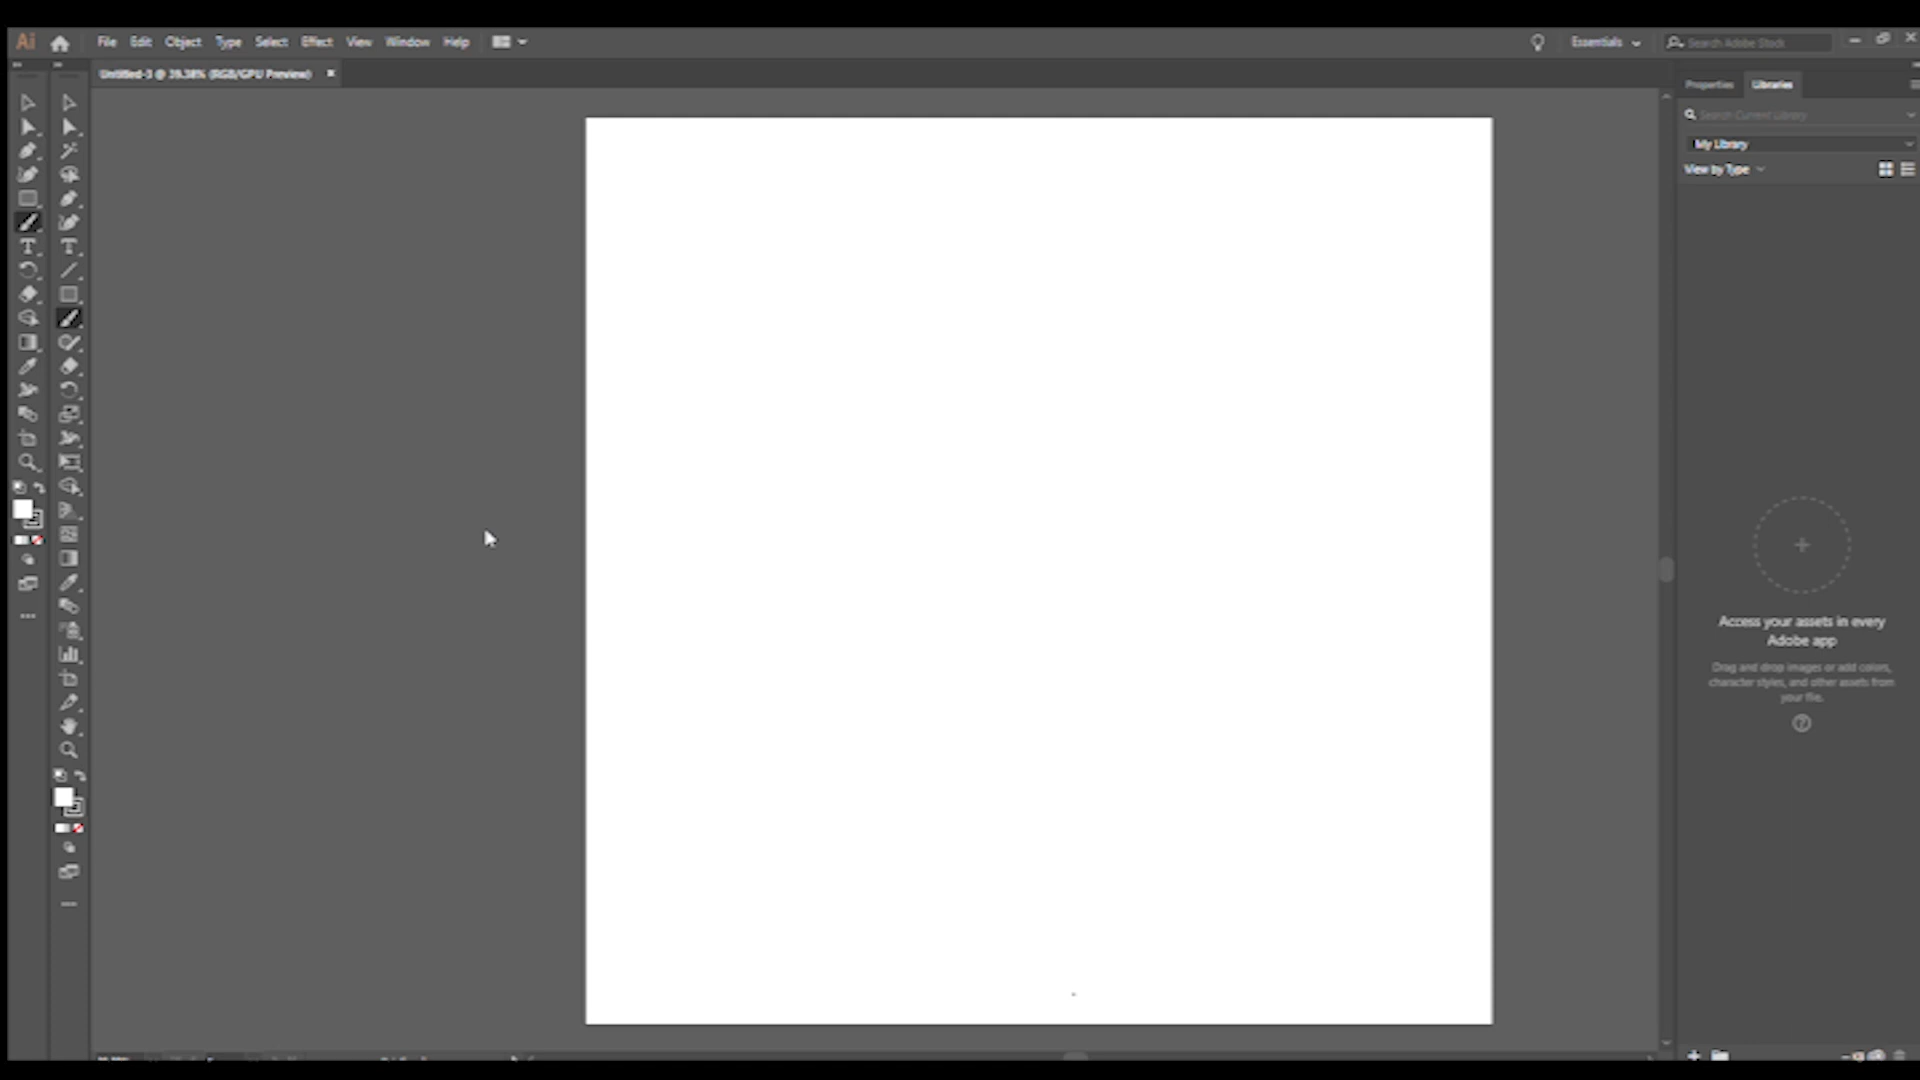 Ai File Edit Object Type Select Effect View Window Help Essentials Search Adobe Stock
Untitled-3 @ 39.38% (RGB/GPU Preview)
Properties Libraries
Search Current Library
My Library
View by Type
Access your assets in every
Adobe app
Drag and drop images or add colors,
character styles, and other assets from
your file.